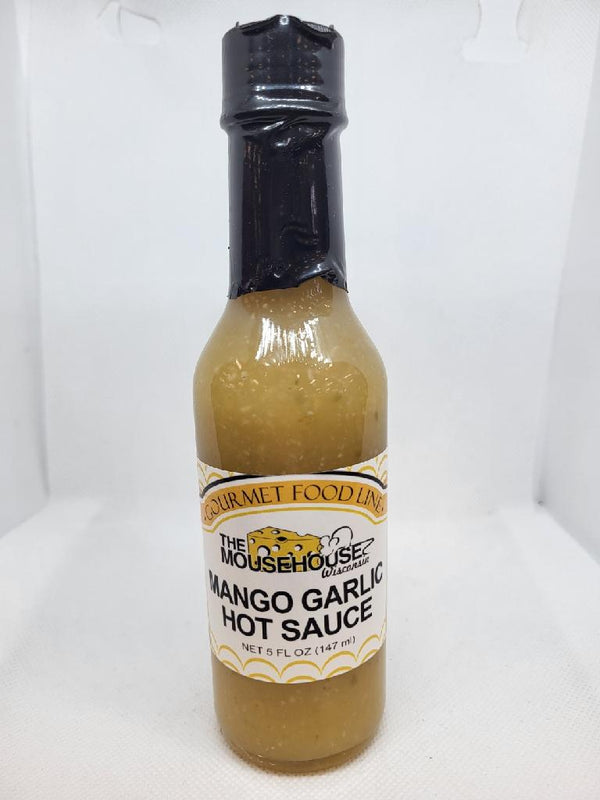 GOURMET FOOD LINE
THE
MOUSEHOUSE
Wisconsin
MANGO GARLIC
HOT SAUCE
NET 5 FL OZ (147 ml)